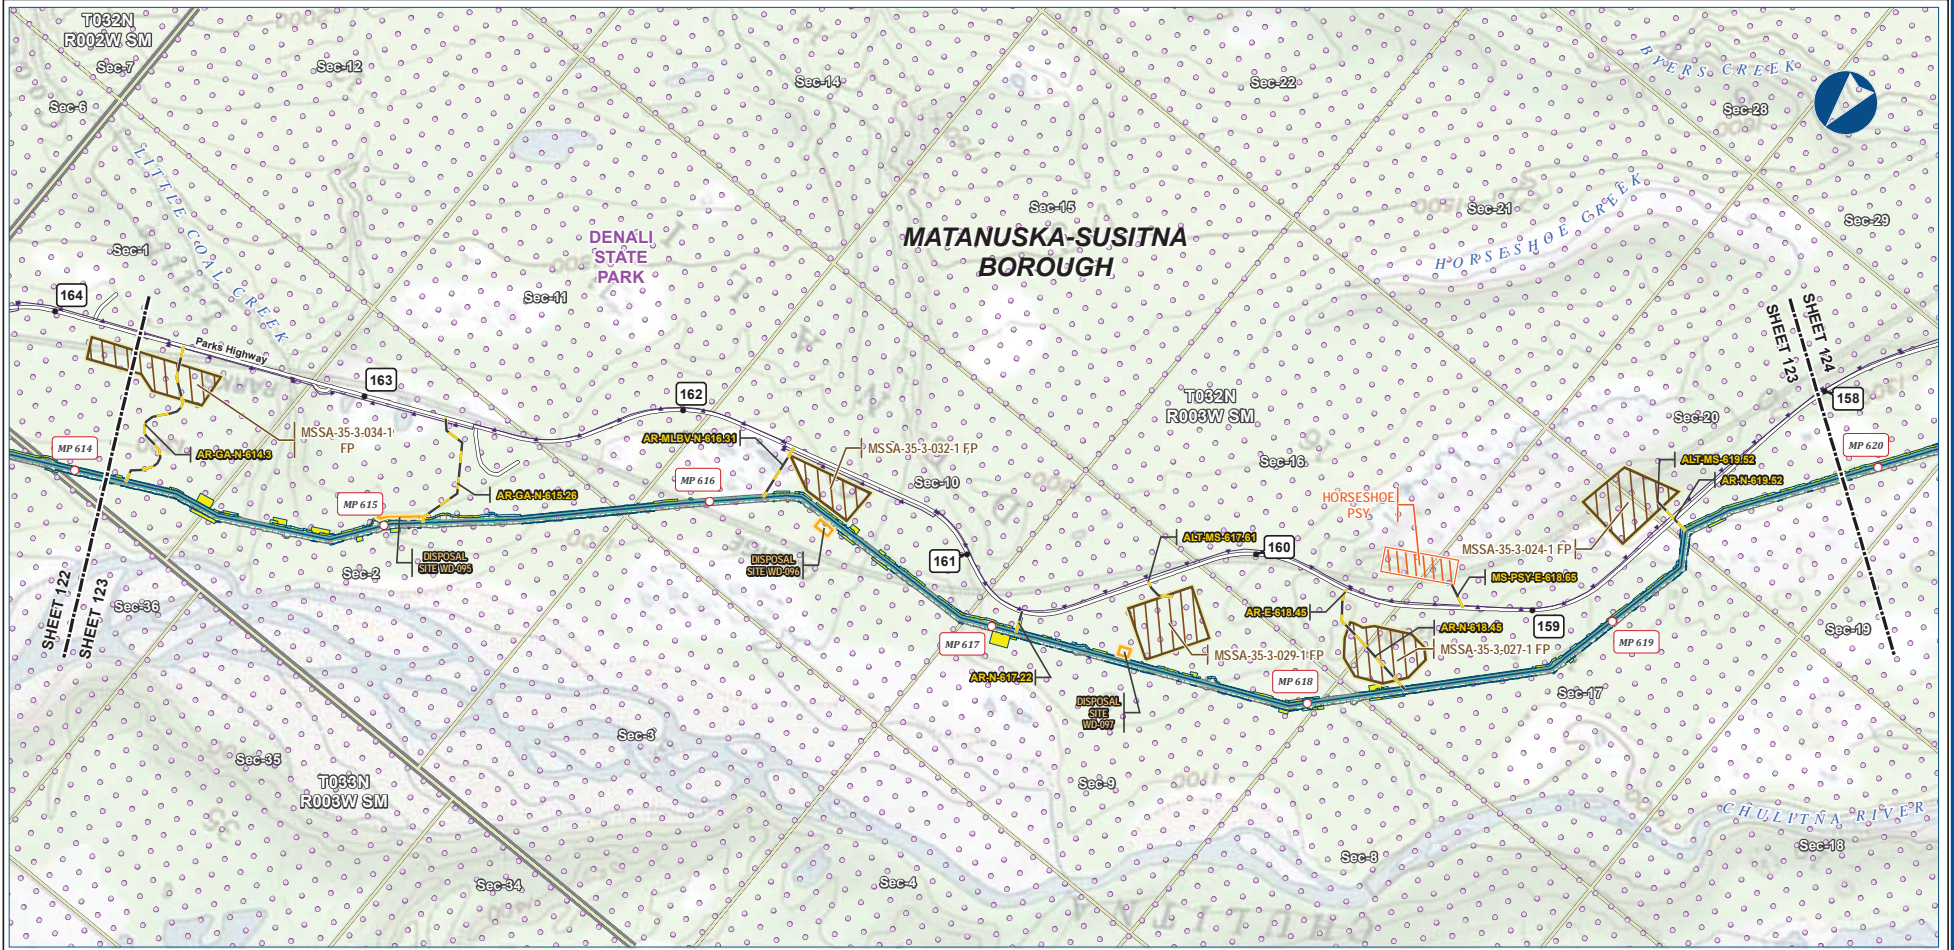 T032N
R002W SM
Sec-7
Sec-6
Sec-12
Sec-14
Sec-22
BYERS CREEK
Sec-28
Sec-1
LITTLE COAL CREEK
Sec-11
DENALI
STATE
PARK
Sec-15
MATANUSKA-SUSITNA
BOROUGH
Sec-21
HORSESHOE CREEK
Sec-29
164
Parks Highway
163
162
161
160
159
158
SHEET 124
SHEET 123
T032N
R003W SM
Sec-20
Sec-16
Sec-10
MP 614
MP 615
MP 616
MP 617
MP 618
MP 619
MP 620
MSSA-35-3-034-1
FP
AR-GA-N-614.3
AR-GA-N-615.26
AR-MLBV-N-616.31
MSSA-35-3-032-1 FP
DISPOSAL
SITE WD-095
DISPOSAL
SITE WD-096
ALT-MS-617.61
HORSESHOE
PSY
MSSA-35-3-024-1 FP
ALT-MS-619.52
AR-N-619.52
MS-PSY-E-618.65
AR-E-618.45
AR-N-618.45
MSSA-35-3-027-1 FP
MSSA-35-3-029-1 FP
AR-N-617.22
DISPOSAL
SITE
WD-097
SHEET 122
SHEET 123
Sec-2
Sec-36
Sec-35
T033N
R003W SM
Sec-3
Sec-34
Sec-4
Sec-9
Sec-8
Sec-17
Sec-19
Sec-18
CHULITNA RIVER
1100
CHULITNA